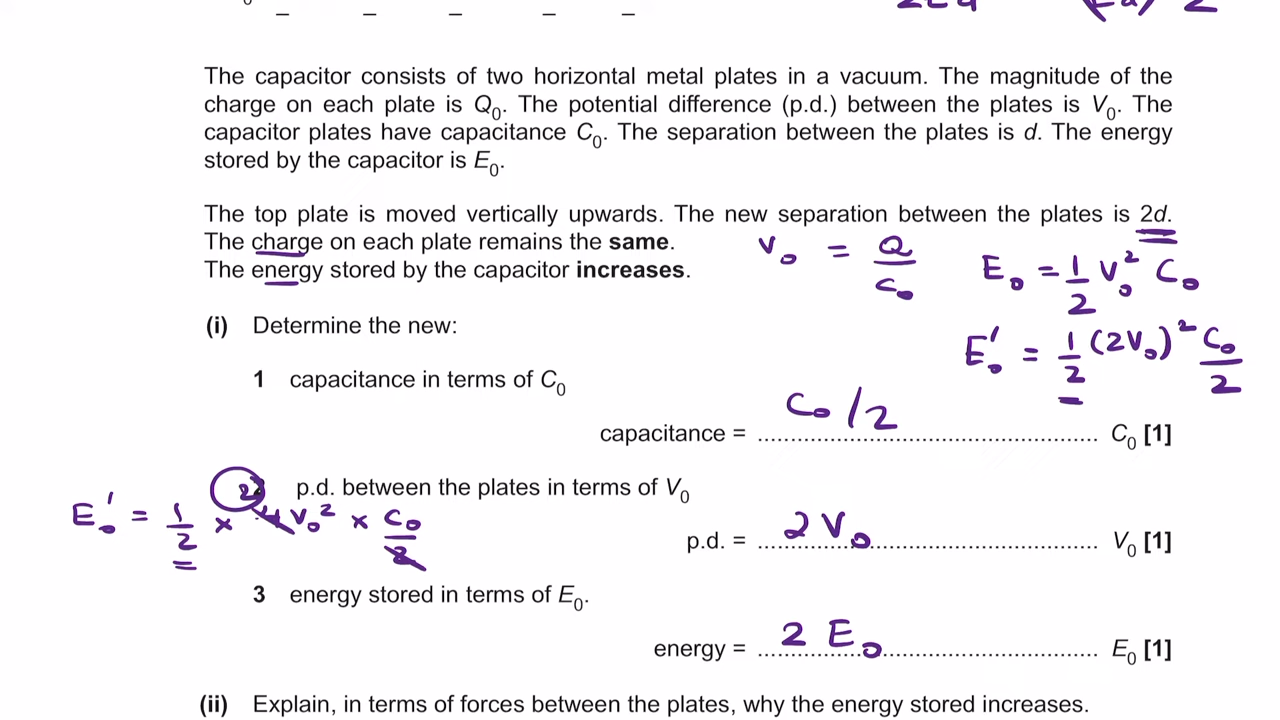 The capacitor consists of two horizontal metal plates in a vacuum. The magnitude of the
charge on each plate is Q₀. The potential difference (p.d.) between the plates is V₀. The
capacitor plates have capacitance C₀. The separation between the plates is d. The energy
stored by the capacitor is E₀.
The top plate is moved vertically upwards. The new separation between the plates is 2d.
The charge on each plate remains the same.
The energy stored by the capacitor increases.
V₀ = Q/C₀
E₀ = 1/2 V₀² C₀
E₀' = 1/2 (2V₀)² C₀/2
(i) Determine the new:
1 capacitance in terms of C₀
capacitance = C₀/2 C₀ [1]
p.d. between the plates in terms of V₀
E₀' = 1/2 × 2 4 V₀² × C₀/2
p.d. = 2V₀ V₀ [1]
3 energy stored in terms of E₀.
energy = 2 E₀ E₀ [1]
(ii) Explain, in terms of forces between the plates, why the energy stored increases.